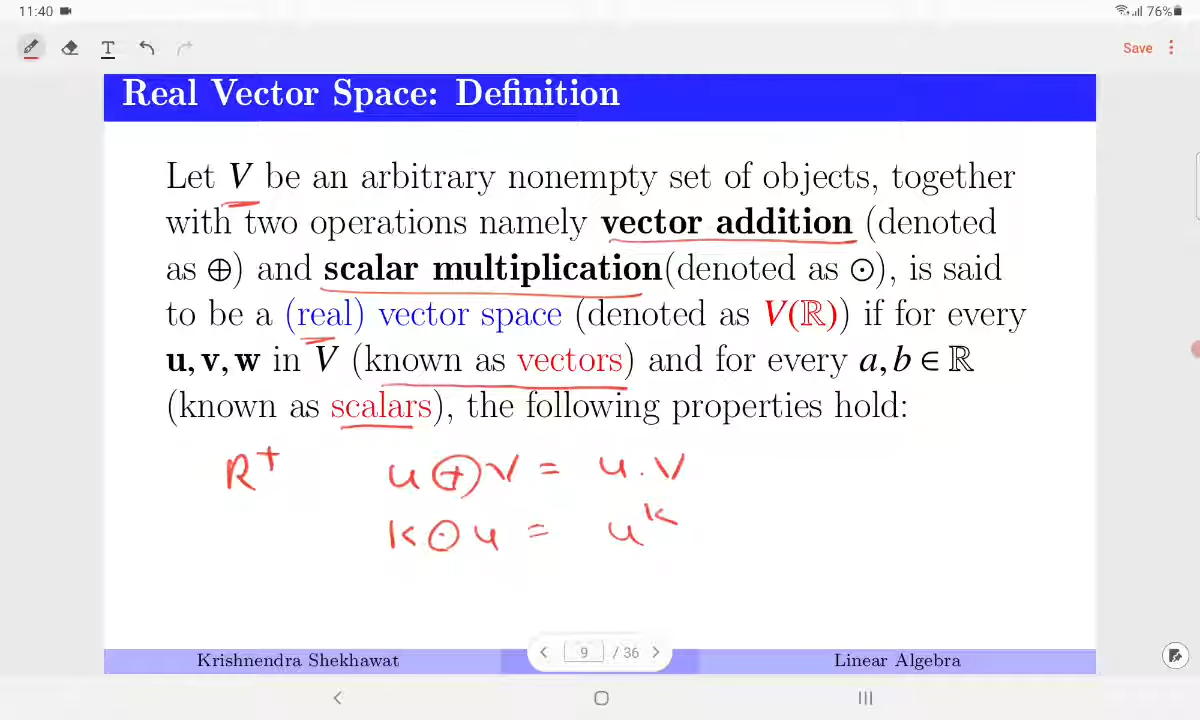 11:40 76%
T Save
Real Vector Space: Definition
Let V be an arbitrary nonempty set of objects, together
with two operations namely vector addition (denoted
as ⊕) and scalar multiplication(denoted as ⊙), is said
to be a (real) vector space (denoted as V(ℝ)) if for every
u, v, w in V (known as vectors) and for every a, b ∈ ℝ
(known as scalars), the following properties hold:
R⁺ u ⊕ v = u . v
k ⊙ u = uᵏ
9 / 36
Krishnendra Shekhawat Linear Algebra